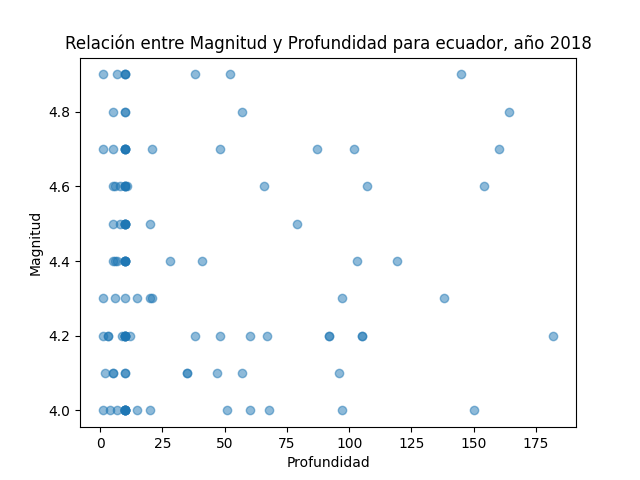 Relación entre Magnitud y Profundidad para ecuador, año 2018
Magnitud
4.8
4.6
4.4
4.2
4.0
0 25 50 75 100 125 150 175
Profundidad